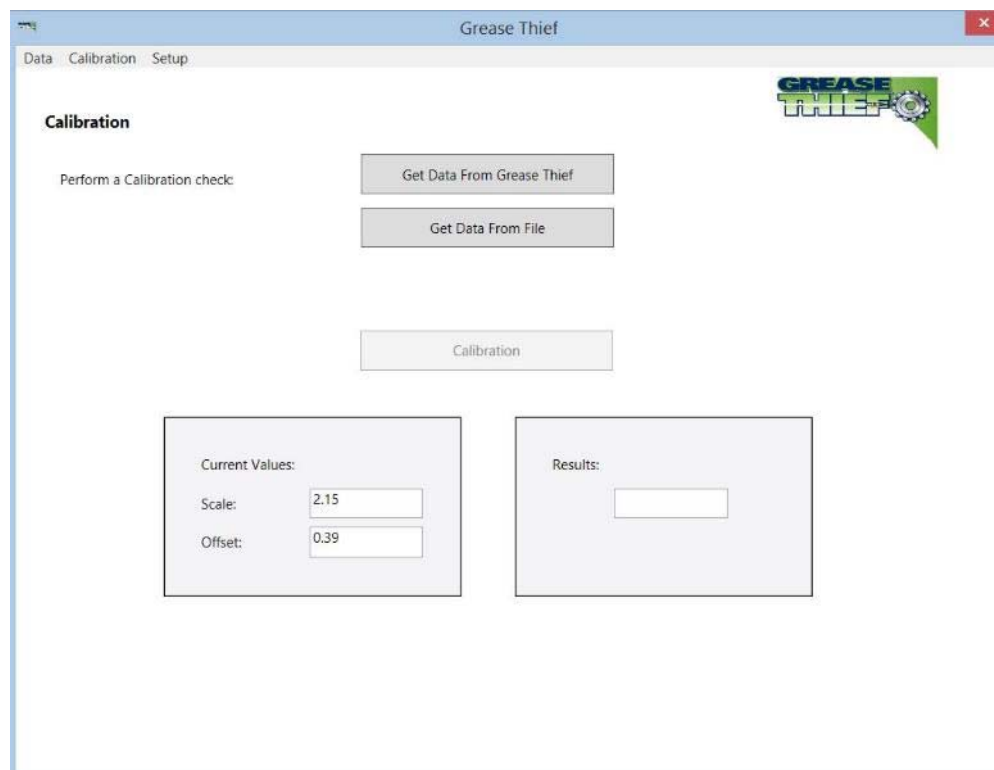 Grease Thief
Data Calibration Setup
GREASE
THIEF
Calibration
Perform a Calibration check:
Get Data From Grease Thief
Get Data From File
Calibration
Current Values:
Scale: 2.15
Offset: 0.39
Results: